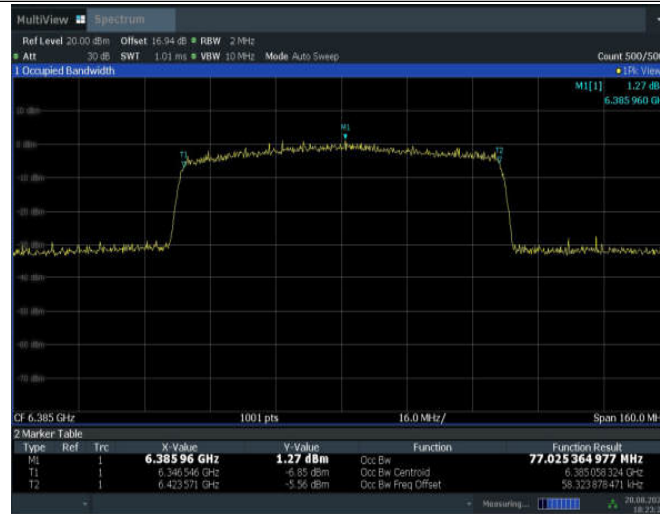 MultiView Spectrum
Ref Level 20.00 dBm Offset 16.94 dB RBW 2 MHz
Att 30 dB SWT 1.01 ms VBW 10 MHz Mode Auto Sweep Count 500/500
1 Occupied Bandwidth 1Pk View
M1[1] 1.27 dB
6.385 960 GH
10 dBm
M1
0 dBm
T1 T2
-10 dBm
-20 dBm
-30 dBm
-40 dBm
-50 dBm
-60 dBm
-70 dBm
CF 6.385 GHz 1001 pts 16.0 MHz/ Span 160.0 MH
2 Marker Table
Type Ref Trc X-Value Y-Value Function Function Result
M1 1 6.38596 GHz 1.27 dBm Occ Bw 77.025 364 977 MHz
T1 1 6.346 546 GHz -6.85 dBm Occ Bw Centroid 6.385 058 324 GHz
T2 1 6.423 571 GHz -5.56 dBm Occ Bw Freq Offset 58.323 878 471 kHz
Measuring... 20.08.202
18:23: